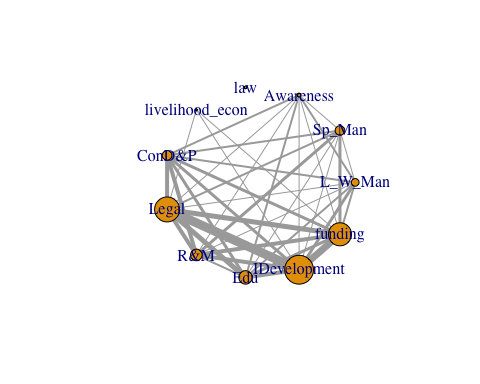 law
Awareness
livelihood_econ
Sp_Man
ConD&P
L_W_Man
Legal
funding
R&M
IDevelopment
Edu